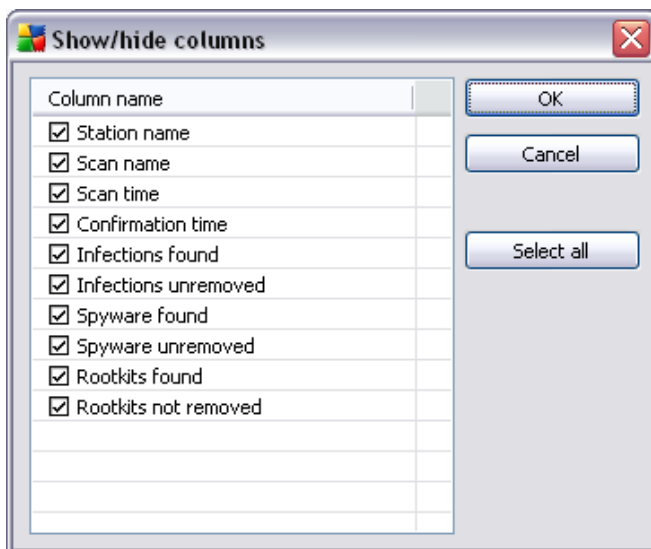 Show/hide columns
Column name
Station name
Scan name
Scan time
Confirmation time
Infections found
Infections unremoved
Spyware found
Spyware unremoved
Rootkits found
Rootkits not removed
OK
Cancel
Select all